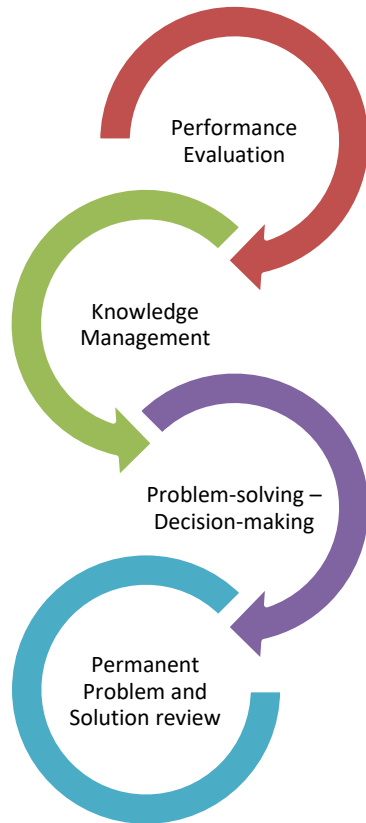 Performance
Evaluation
Knowledge
Management
Problem-solving –
Decision-making
Permanent
Problem and
Solution review